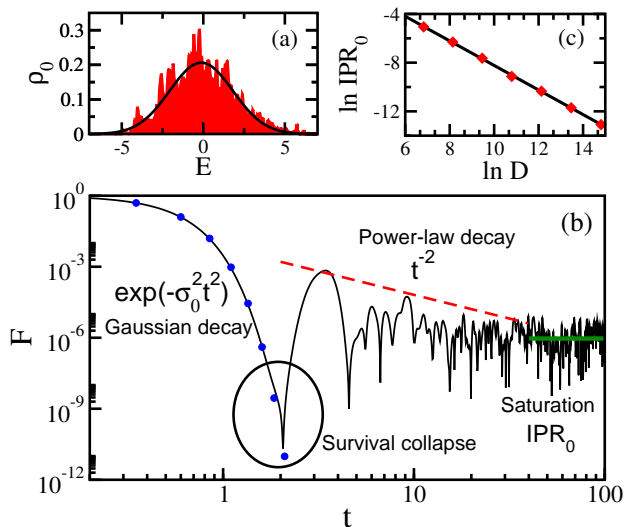 0.3
0.2
0.1
0
ρ₀
(a)
-5
0
5
E
-4
-8
-12
ln IPR₀
(c)
6
8
10
12
14
ln D
10⁰
10⁻³
10⁻⁶
10⁻⁹
10⁻¹²
F
(b)
Power-law decay
t⁻²
exp(-σ₀²t²)
Gaussian decay
Saturation
IPR₀
Survival collapse
1
10
100
t